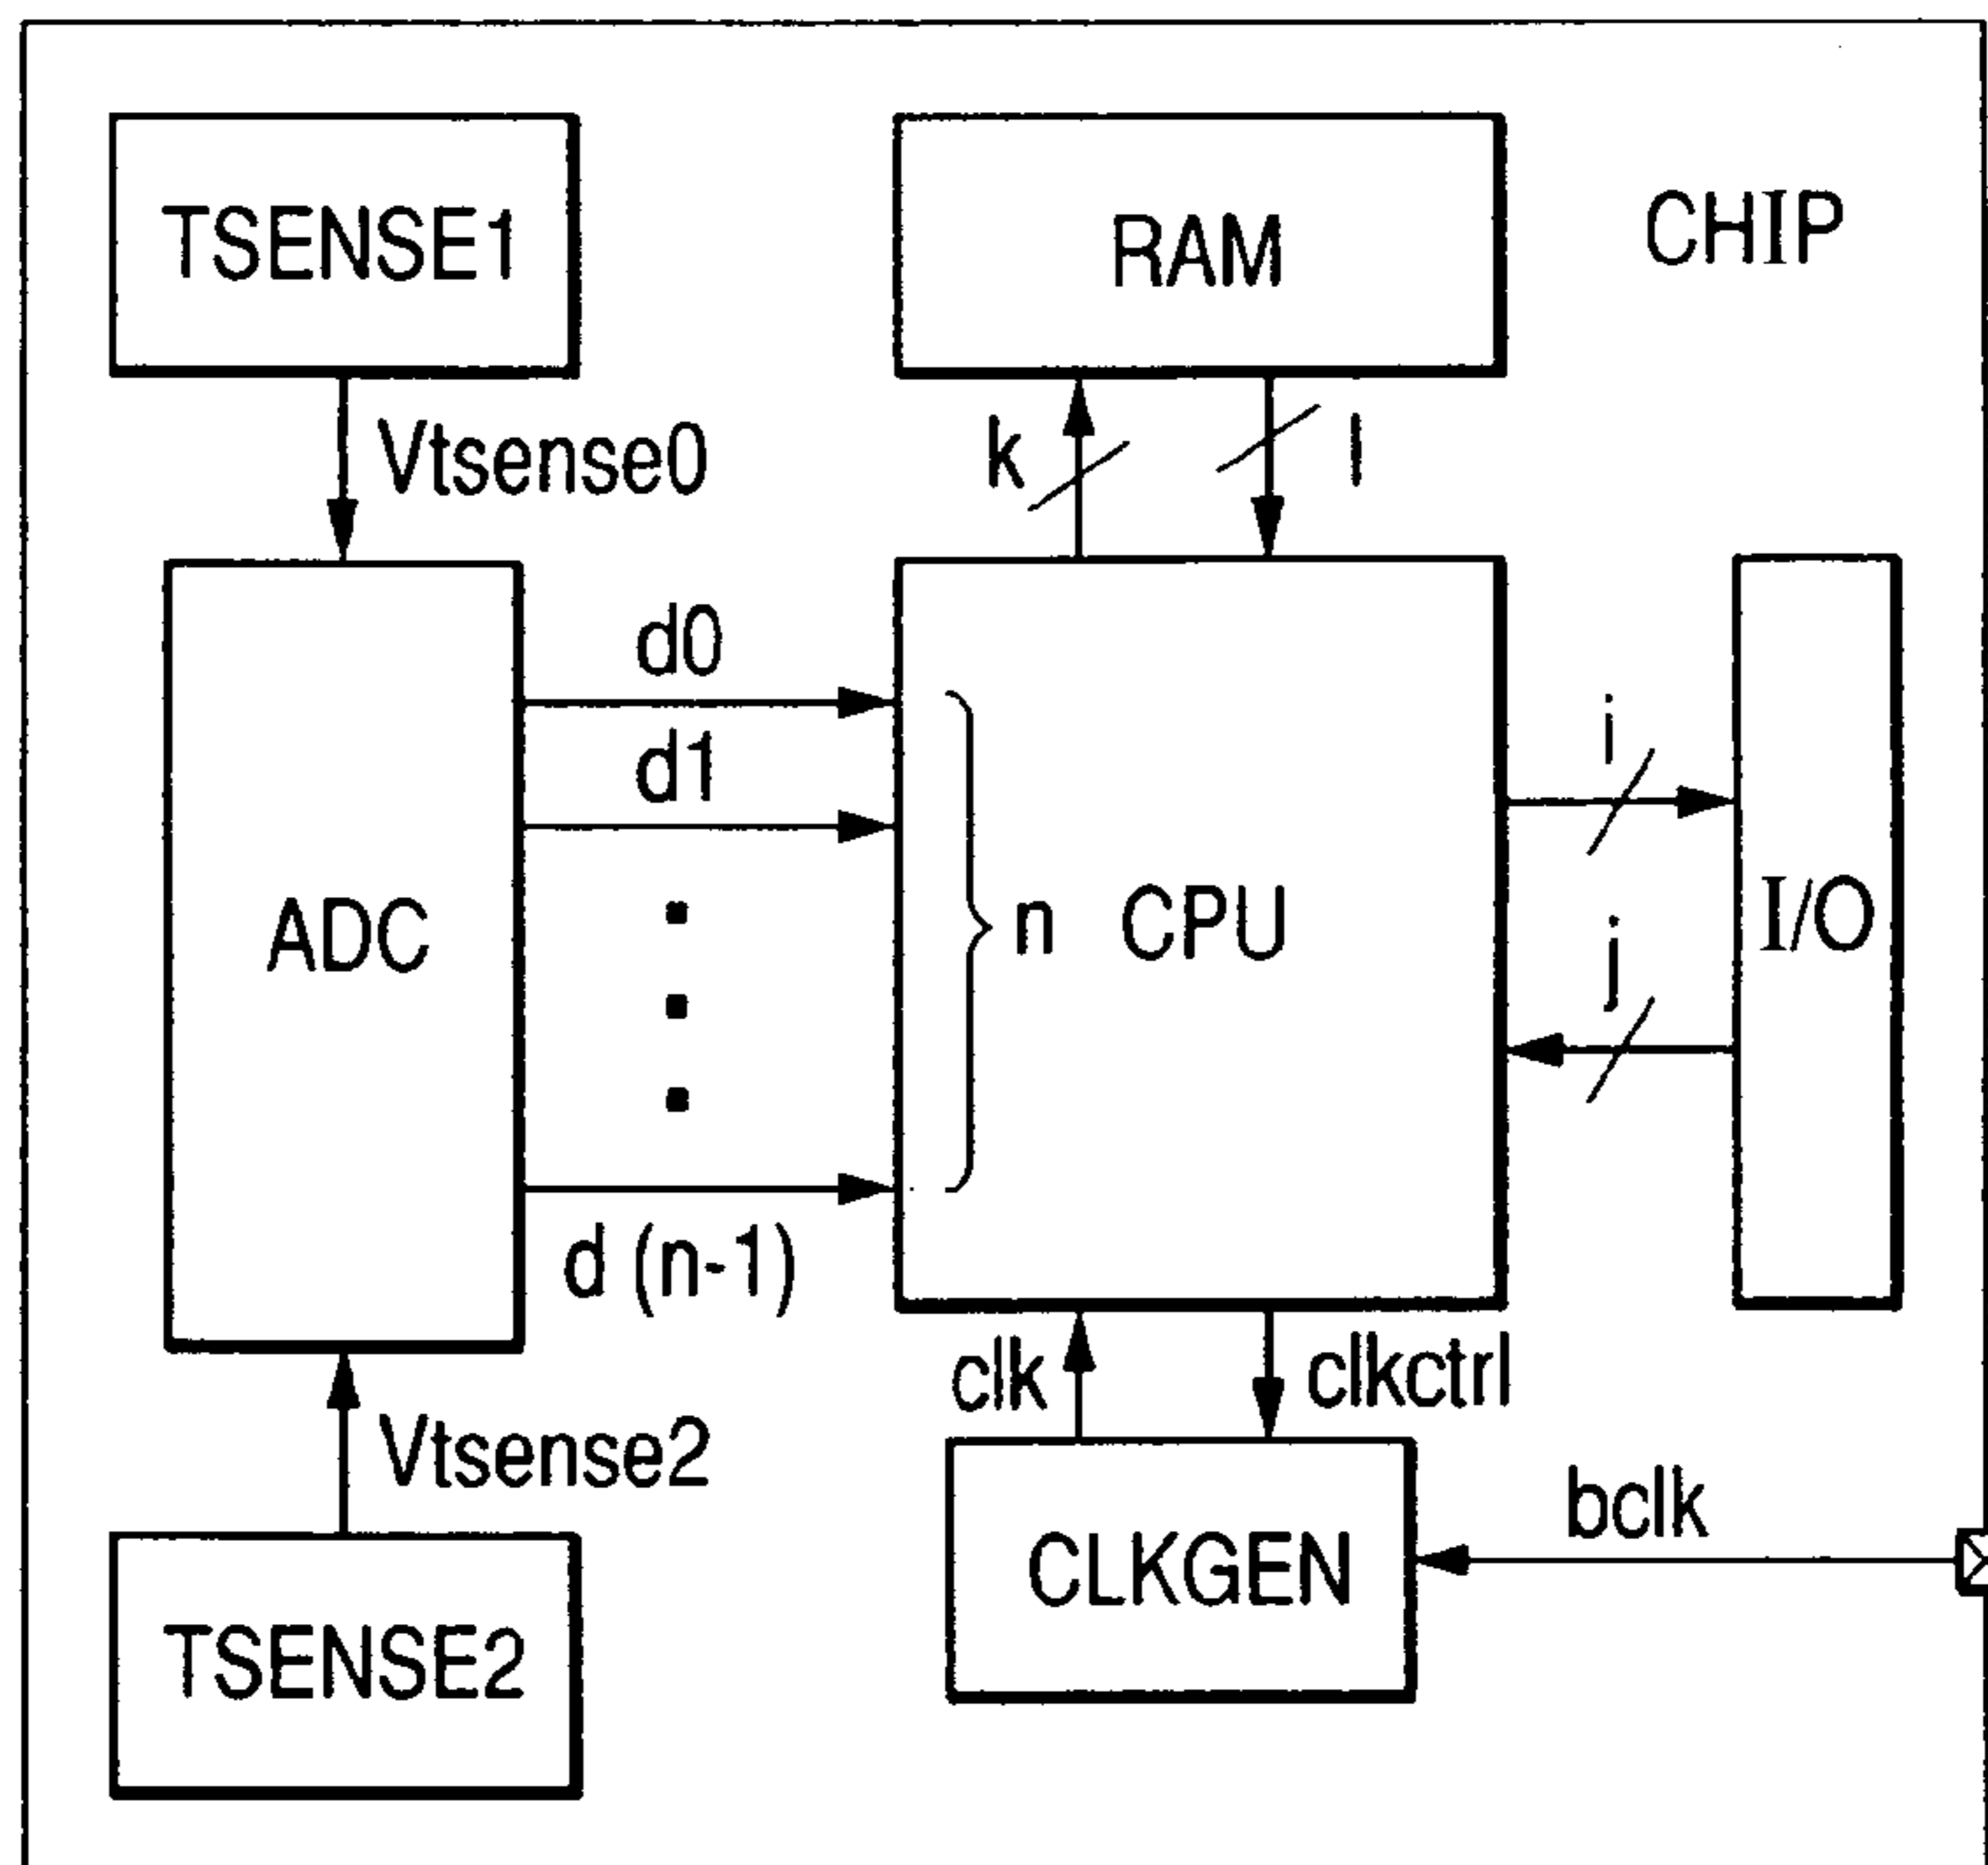 TSENSE1
RAM
CHIP
Vtsense0
k
l
d0
d1
i
ADC
n
CPU
I/O
j
d (n-1)
clk
clkctrl
Vtsense2
bclk
CLKGEN
TSENSE2